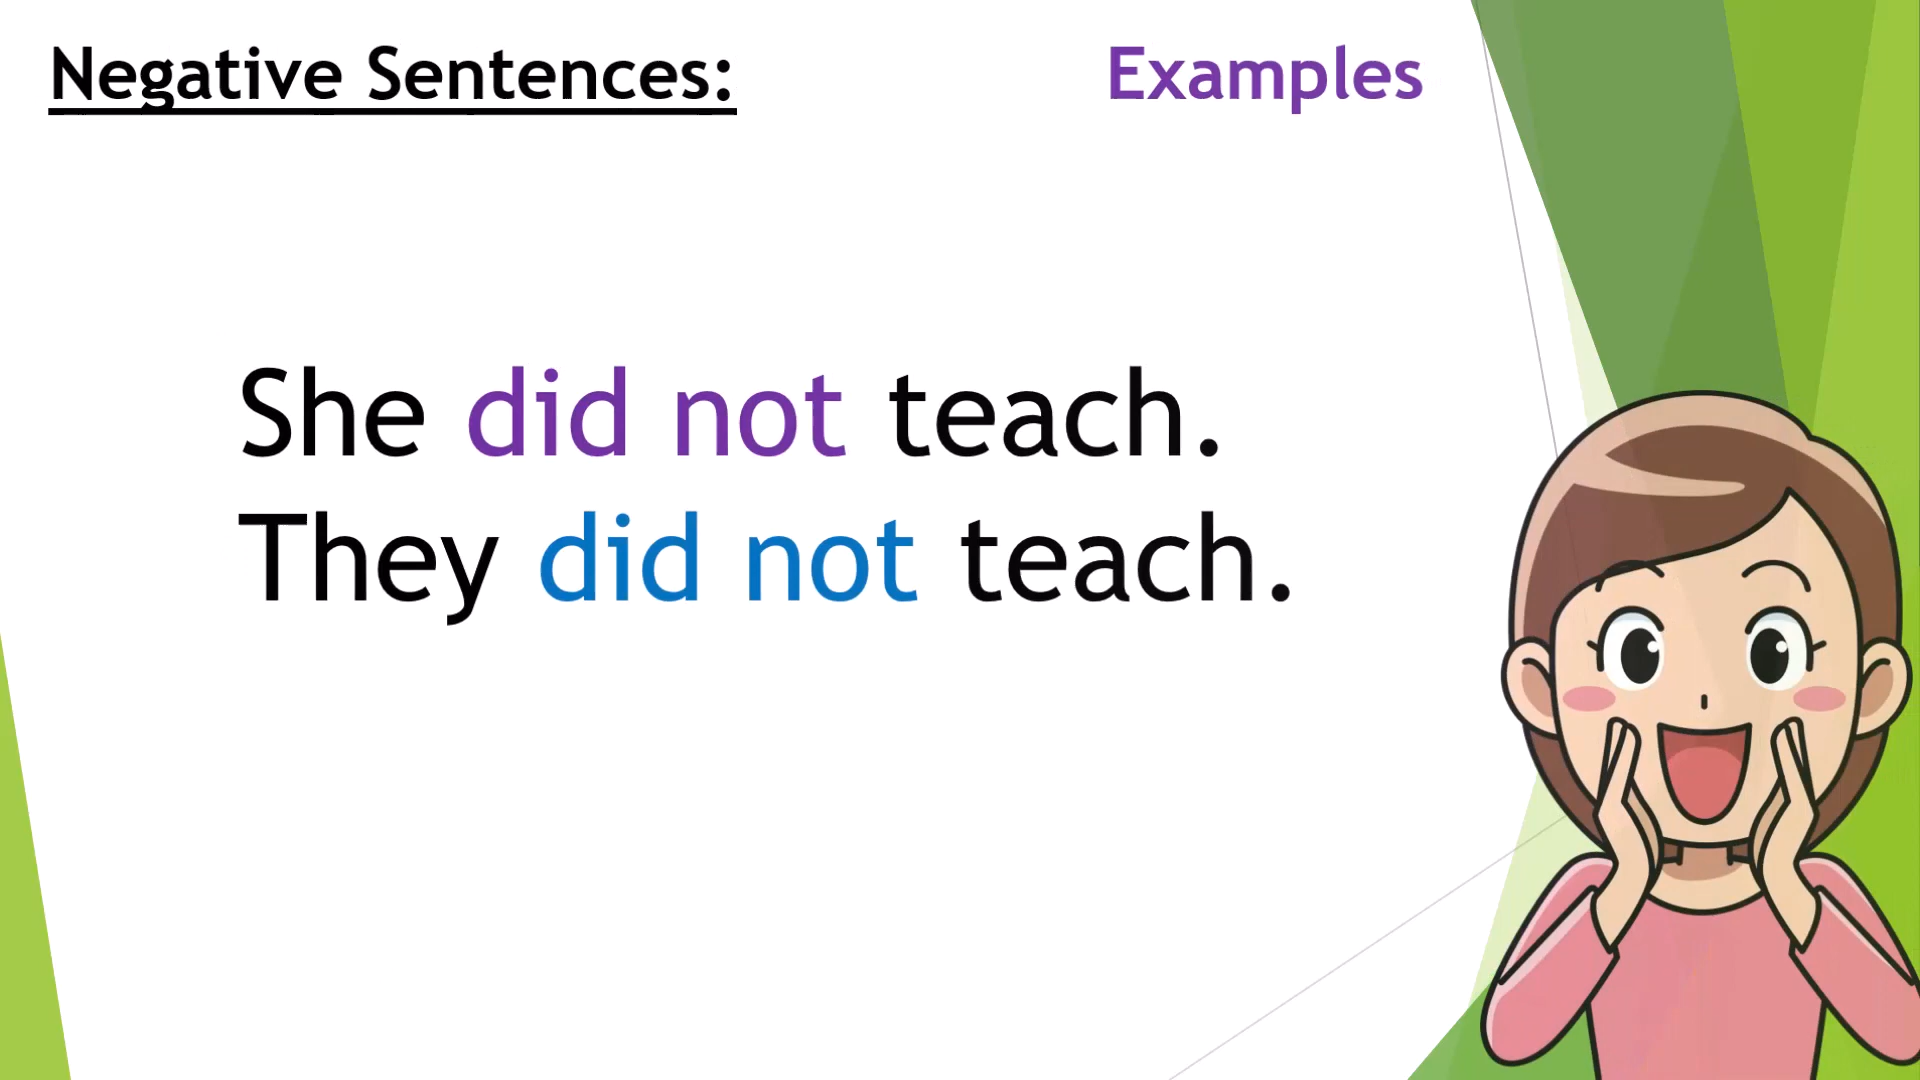 Negative Sentences:
Examples
She did not teach.
They did not teach.